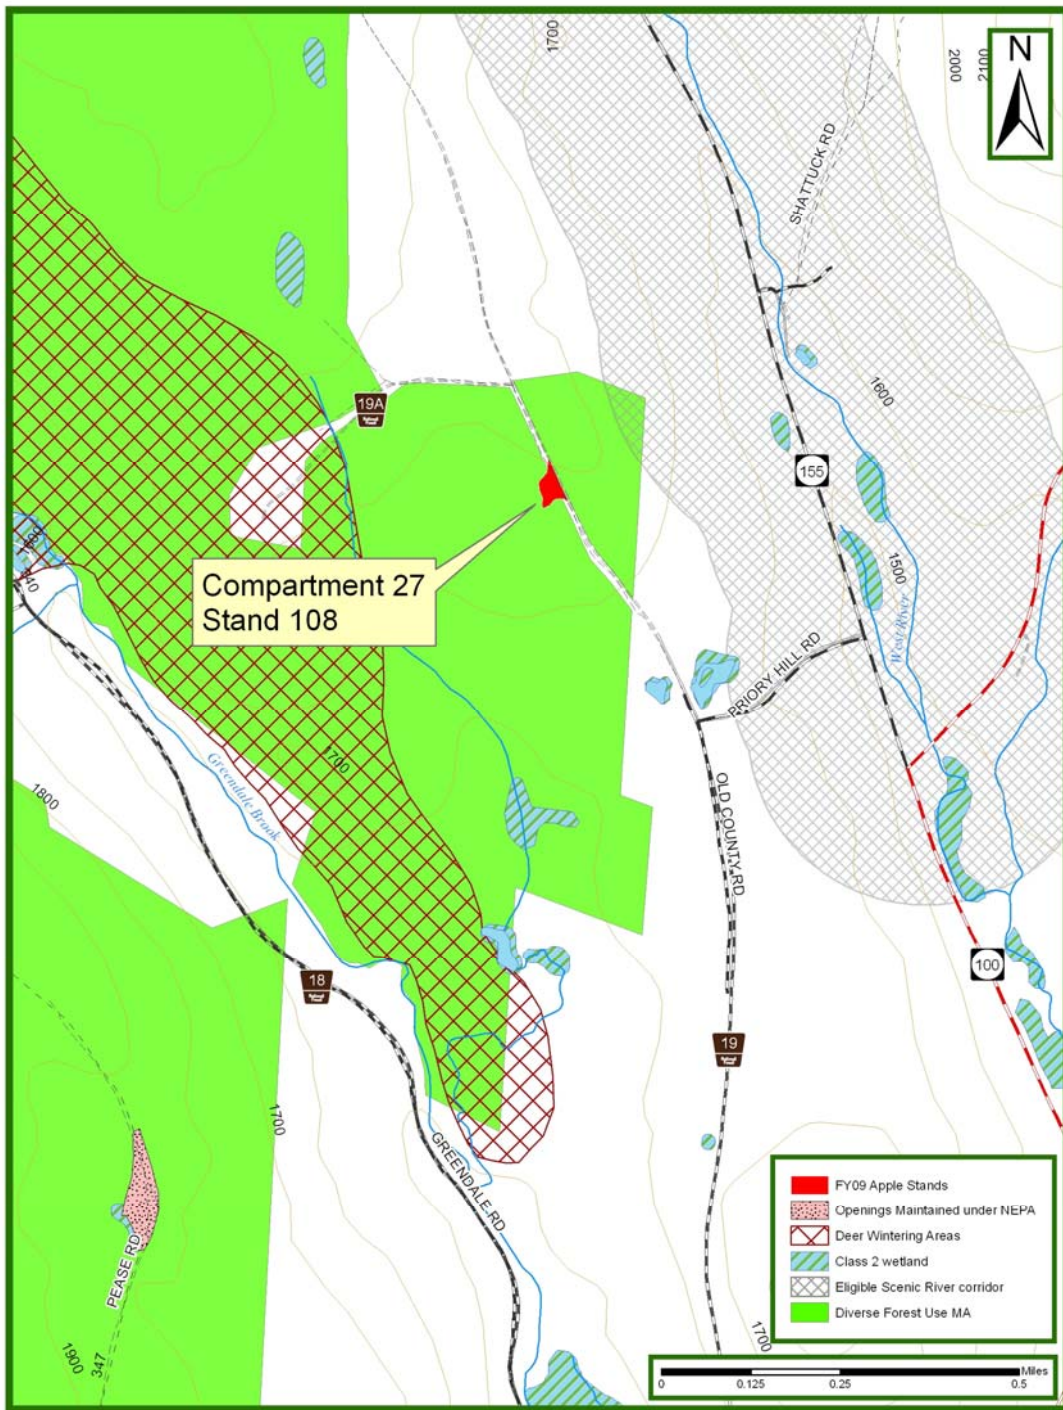 1700
2000
2100
N
SHATTUCK RD
1600
19A
155
1600
340
Compartment 27
Stand 108
1500
West River
PRIORY HILL RD
1700
Greendale Brook
1800
OLD COUNTY RD
18
100
19
1700
GREENDALE RD
PEASE RD
1900
347
1700
FY09 Apple Stands
Openings Maintained under NEPA
Deer Wintering Areas
Class 2 wetland
Eligible Scenic River corridor
Diverse Forest Use MA
Miles
0
0.125
0.25
0.5